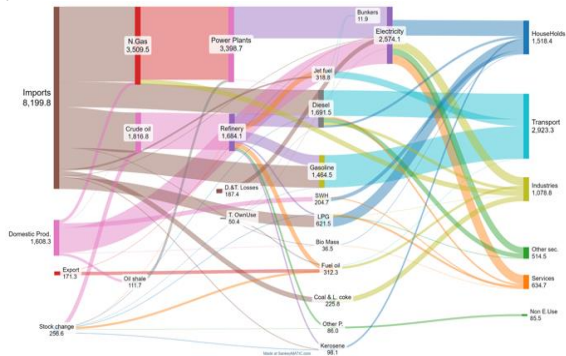 Bunkers
11.9
N.Gas
3,509.5
Power Plants
3,398.7
Electricity
2,574.1
HouseHolds
1,518.4
Jet fuel
318.8
Imports
8,199.8
Diesel
1,691.5
Transport
2,923.3
Crude oil
1,816.8
Refinery
1,684.1
Gasoline
1,464.5
D.&T. Losses
187.4
SWH
204.7
Industries
1,078.8
T. OwnUse
50.4
LPG
621.5
Domestic Prod.
1,608.3
Bio Mass
36.5
Other sec.
514.5
Export
171.3
Oil shale
111.7
Fuel oil
312.3
Services
634.7
Coal & L. coke
225.8
Stock change
256.6
Other P.
86.0
Non E.Use
85.5
Kerosene
98.1
Made at SankeyMATIC.com